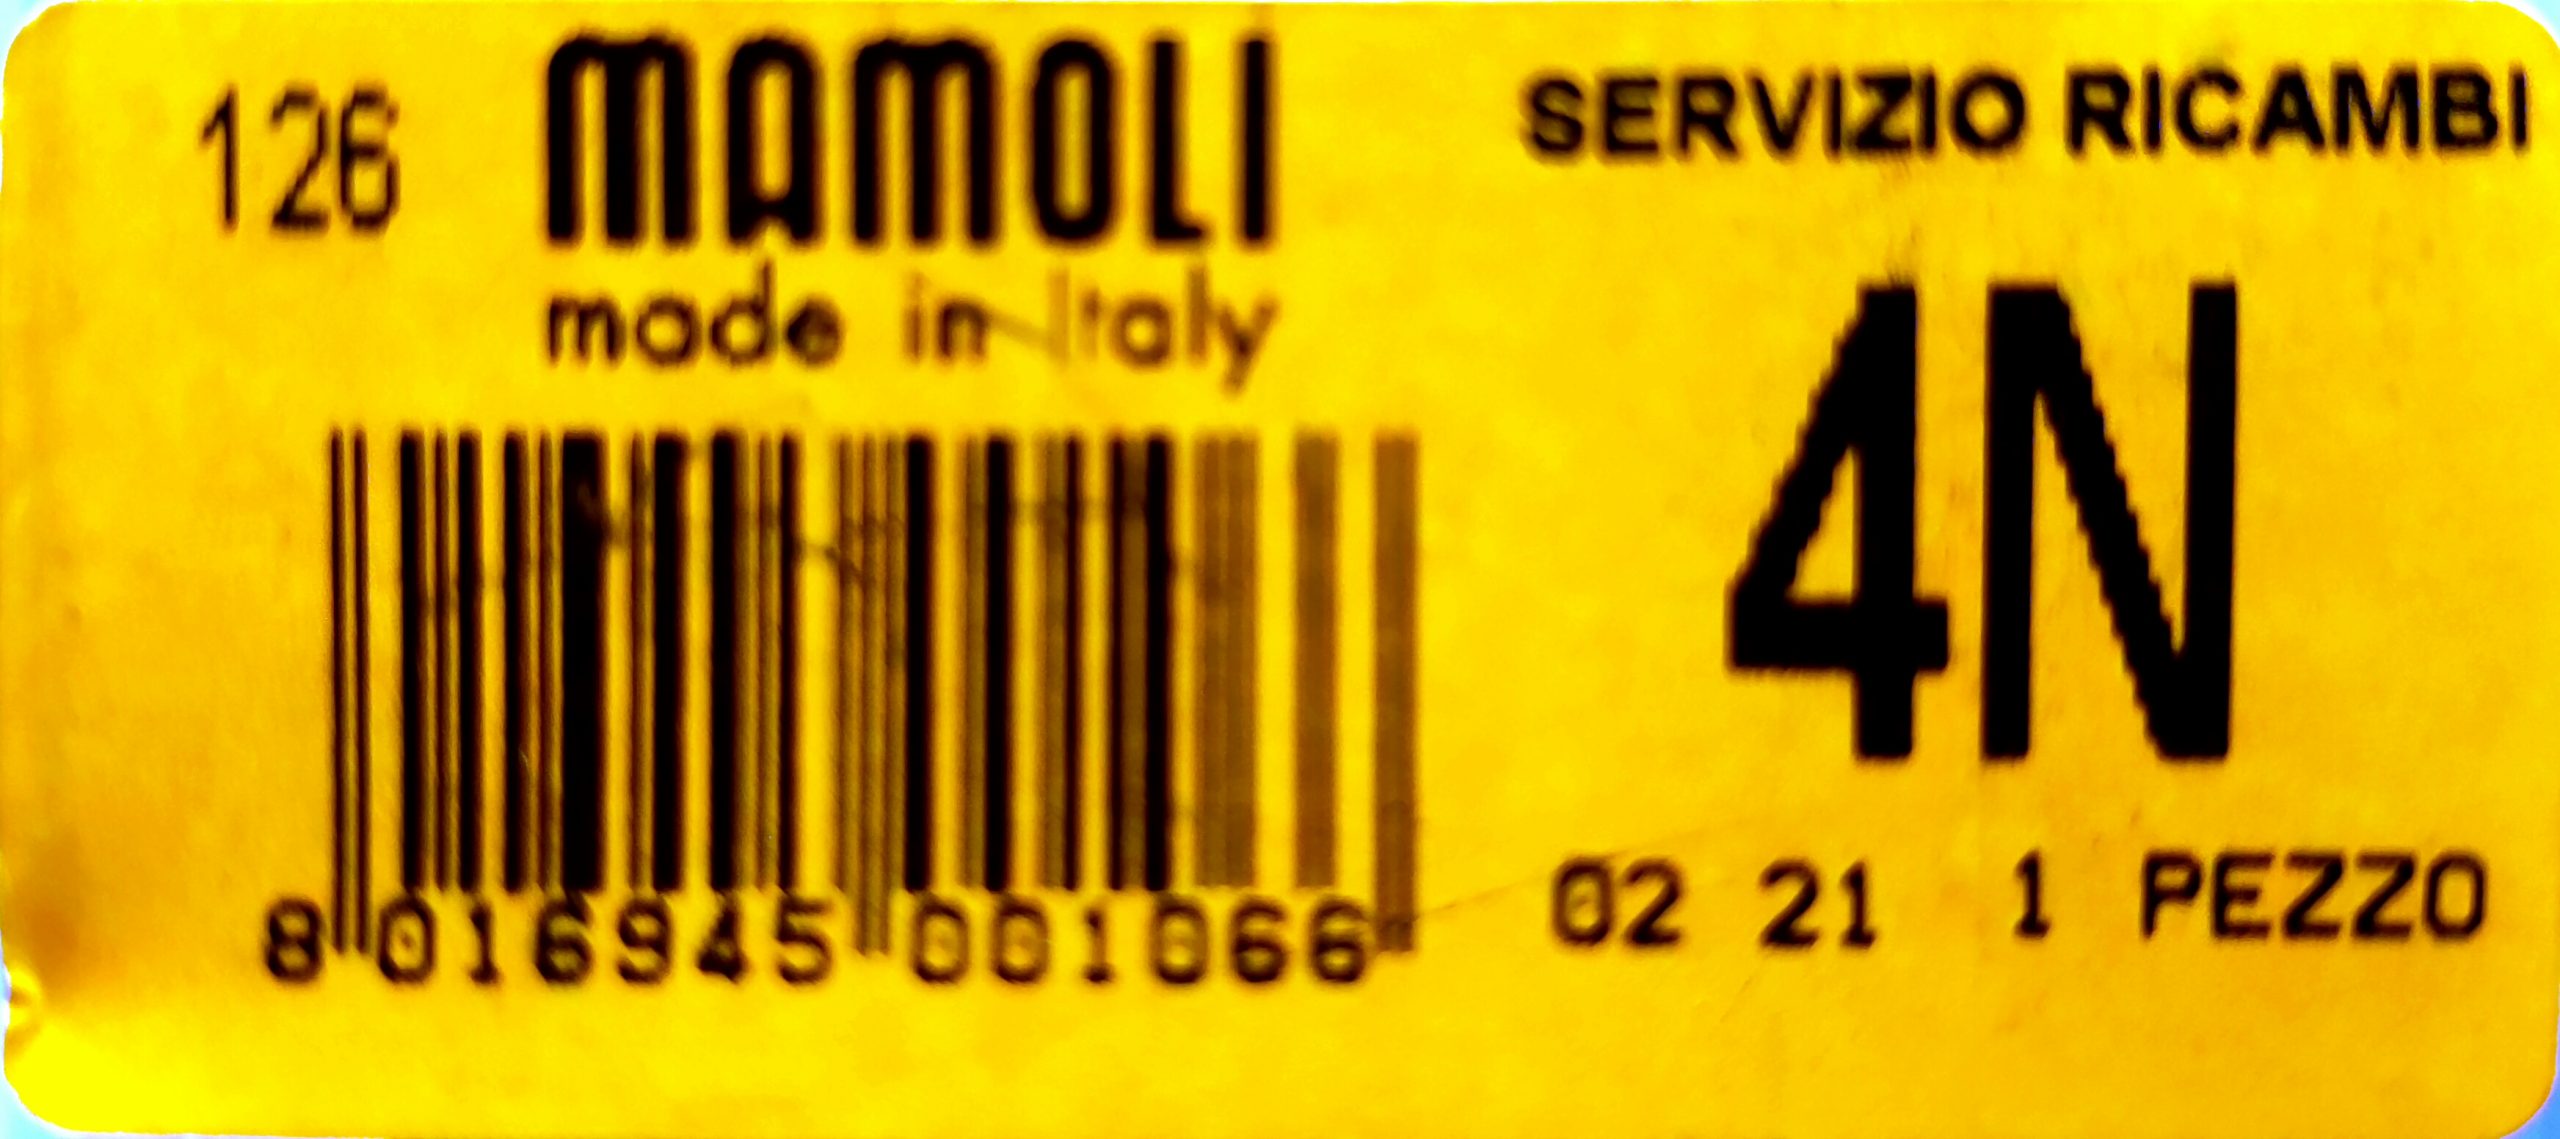 126
MAMOLI
made in Italy
8 016945 001066
SERVIZIO RICAMBI
4N
02 21 1 PEZZO